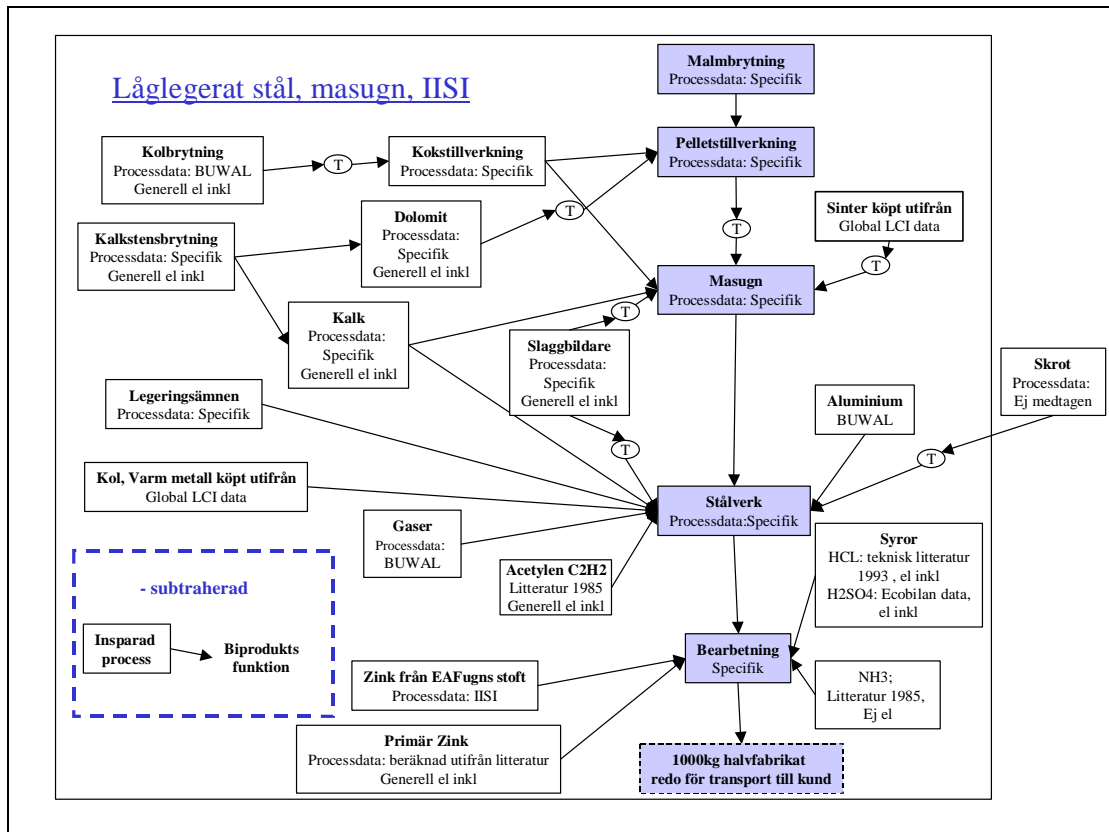 Låglegerat stål, masugn, IISI
Malmbrytning
Processdata: Specifik
Kolbrytning
Processdata: BUWAL
Generell el inkl
T
Kokstillverkning
Processdata: Specifik
Pelletstillverkning
Processdata: Specifik
Kalkstensbrytning
Processdata: Specifik
Generell el inkl
Dolomit
Processdata:
Specifik
Generell el inkl
T
T
Sinter köpt utifrån
Global LCI data
T
Masugn
Processdata: Specifik
Kalk
Processdata:
Specifik
Generell el inkl
T
Slaggbildare
Processdata:
Specifik
Generell el inkl
T
Skrot
Processdata:
Ej medtagen
Legeringsämnen
Processdata: Specifik
Aluminium
BUWAL
T
Kol, Varm metall köpt utifrån
Global LCI data
Stålverk
Processdata:Specifik
Gaser
Processdata:
BUWAL
Acetylen C2H2
Litteratur 1985
Generell el inkl
Syror
HCL: teknisk litteratur
1993 , el inkl
H2SO4: Ecobilan data,
el inkl
- subtraherad
Insparad
process
Biprodukts
funktion
Bearbetning
Specifik
Zink från EAFugns stoft
Processdata: IISI
NH3;
Litteratur 1985,
Ej el
Primär Zink
Processdata: beräknad utifrån litteratur
Generell el inkl
1000kg halvfabrikat
redo för transport till kund